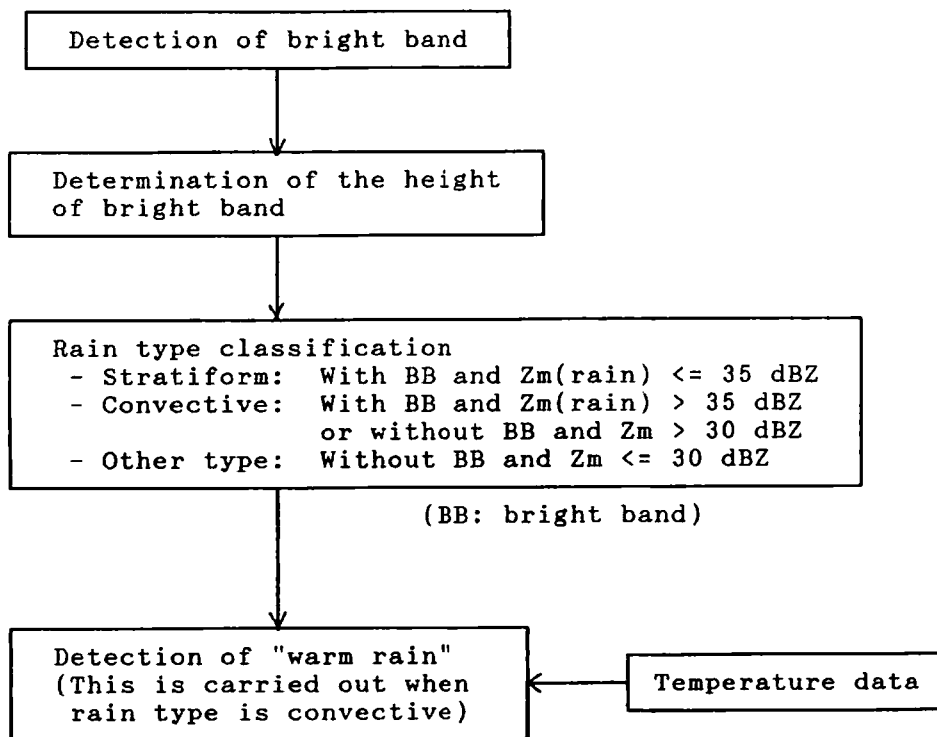 Detection of bright band
Determination of the height
of bright band
Rain type classification
- Stratiform: With BB and Zm(rain) <= 35 dBZ
- Convective: With BB and Zm(rain) > 35 dBZ
or without BB and Zm > 30 dBZ
- Other type: Without BB and Zm <= 30 dBZ
(BB: bright band)
Detection of "warm rain"
(This is carried out when
rain type is convective)
Temperature data